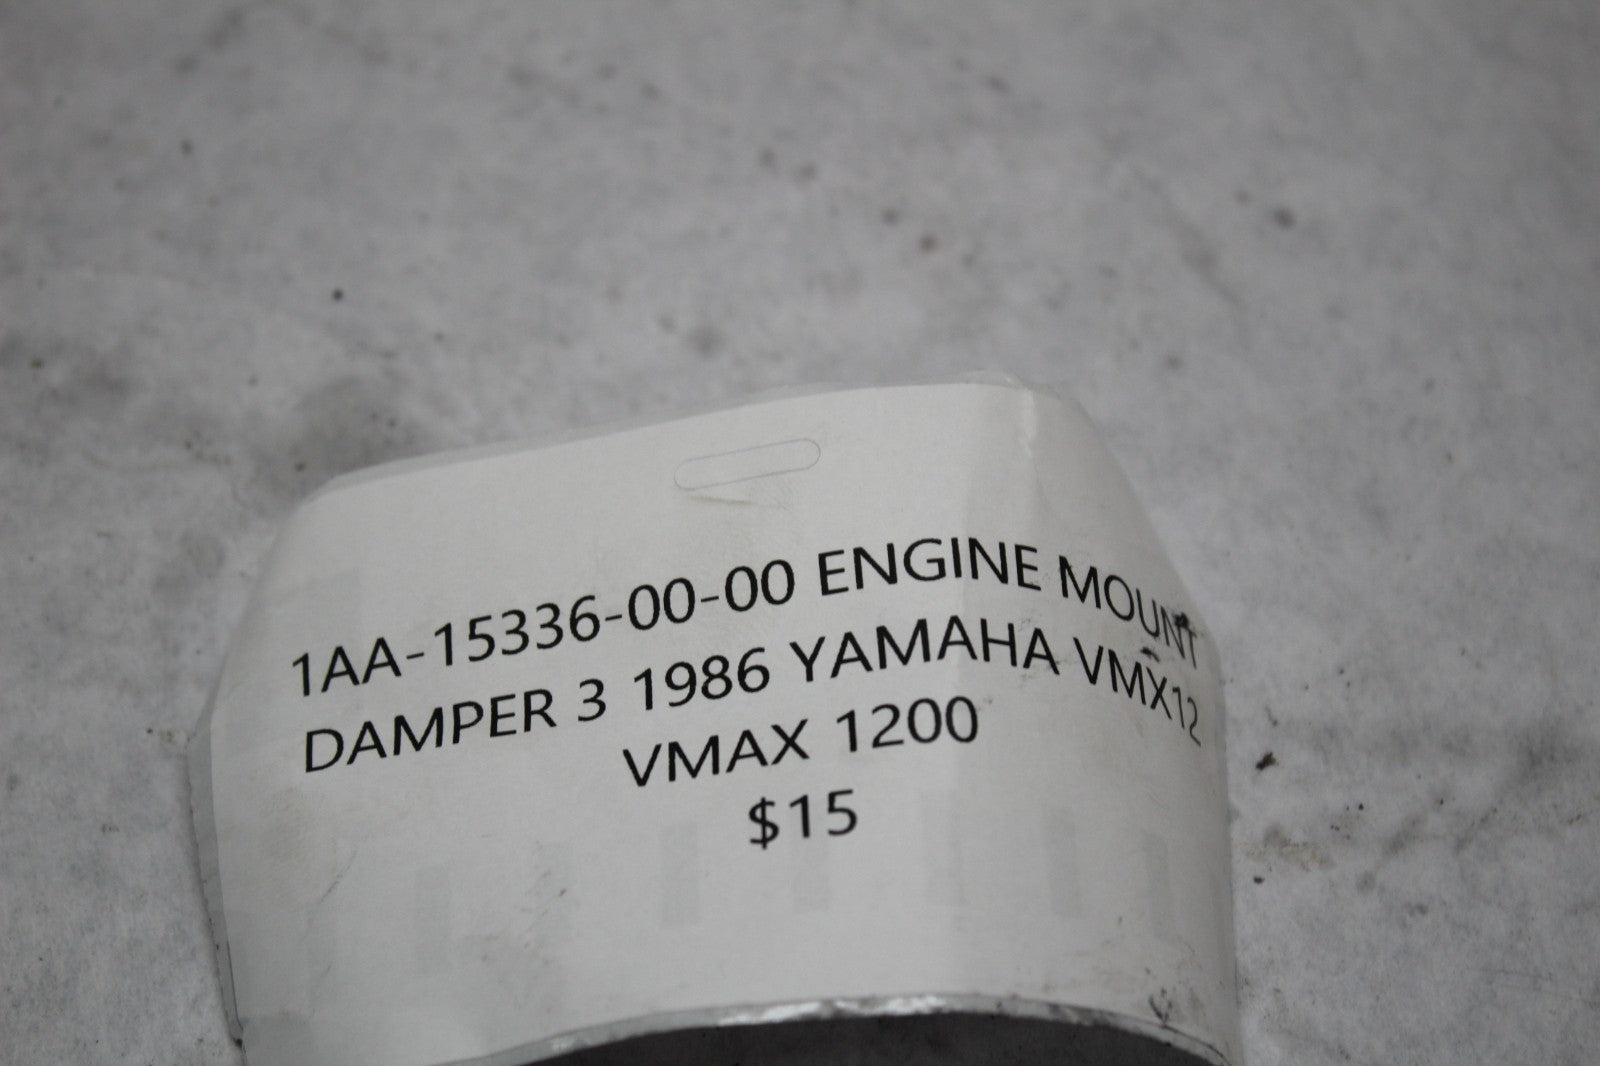 1AA-15336-00-00 ENGINE MOUNT
DAMPER 3 1986 YAMAHA VMX12
VMAX 1200
$15